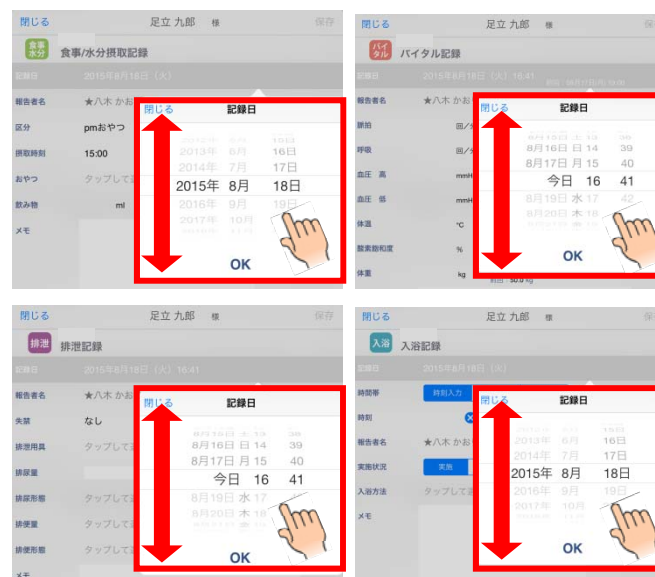 閉じる 足立 九郎 様 保存
食事 水分 食事/水分摂取記録
記録日 2015年8月18日 (火)
報告者名 ★八木 かお
区分 pmおやつ
摂取時刻 15:00
おやつ タップして
飲み物 ml
メモ
閉じる 記録日
2013年 6月 16日
2014年 7月 17日
2015年 8月 18日
2016年 9月 19日
2017年 10月
OK
閉じる 足立 九郎 様
バイタル バイタル記録
記録日 2015年8月18日 (火) 16:41
報告者名 ★八木 かお
脈拍 回/分
呼吸 回/分
血圧 高 mmH
血圧 低 mmH
体温 ℃
酸素飽和度 %
体重 kg 前回 : 50.0 kg
閉じる 記録日
8月16日 日 14 39
8月17日 月 15 40
今日 16 41
8月19日 水 17 42
8月20日 木 18
OK
閉じる 足立 九郎 様 保存
排泄 排泄記録
記録日 2015年8月18日 (火) 16:41
報告者名 ★八木 かお
失禁 なし
排泄用具 タップして
排尿量
排尿形態 タップして
排便量 タップして
排便形態 タップして
メモ
閉じる 記録日
8月15日 土 13 38
8月16日 日 14 39
8月17日 月 15 40
今日 16 41
8月19日 水 17
8月20日 木 18
OK
閉じる 足立 九郎 様
入浴 入浴記録
記録日 2015年8月18日 (火)
時間帯 時刻入力
時刻
報告者名 ★八木 かお
実施状況 実施
入浴方法 タップして
メモ
閉じる 記録日
2013年 6月 16日
2014年 7月 17日
2015年 8月 18日
2016年 9月 19日
2017年 10月
OK